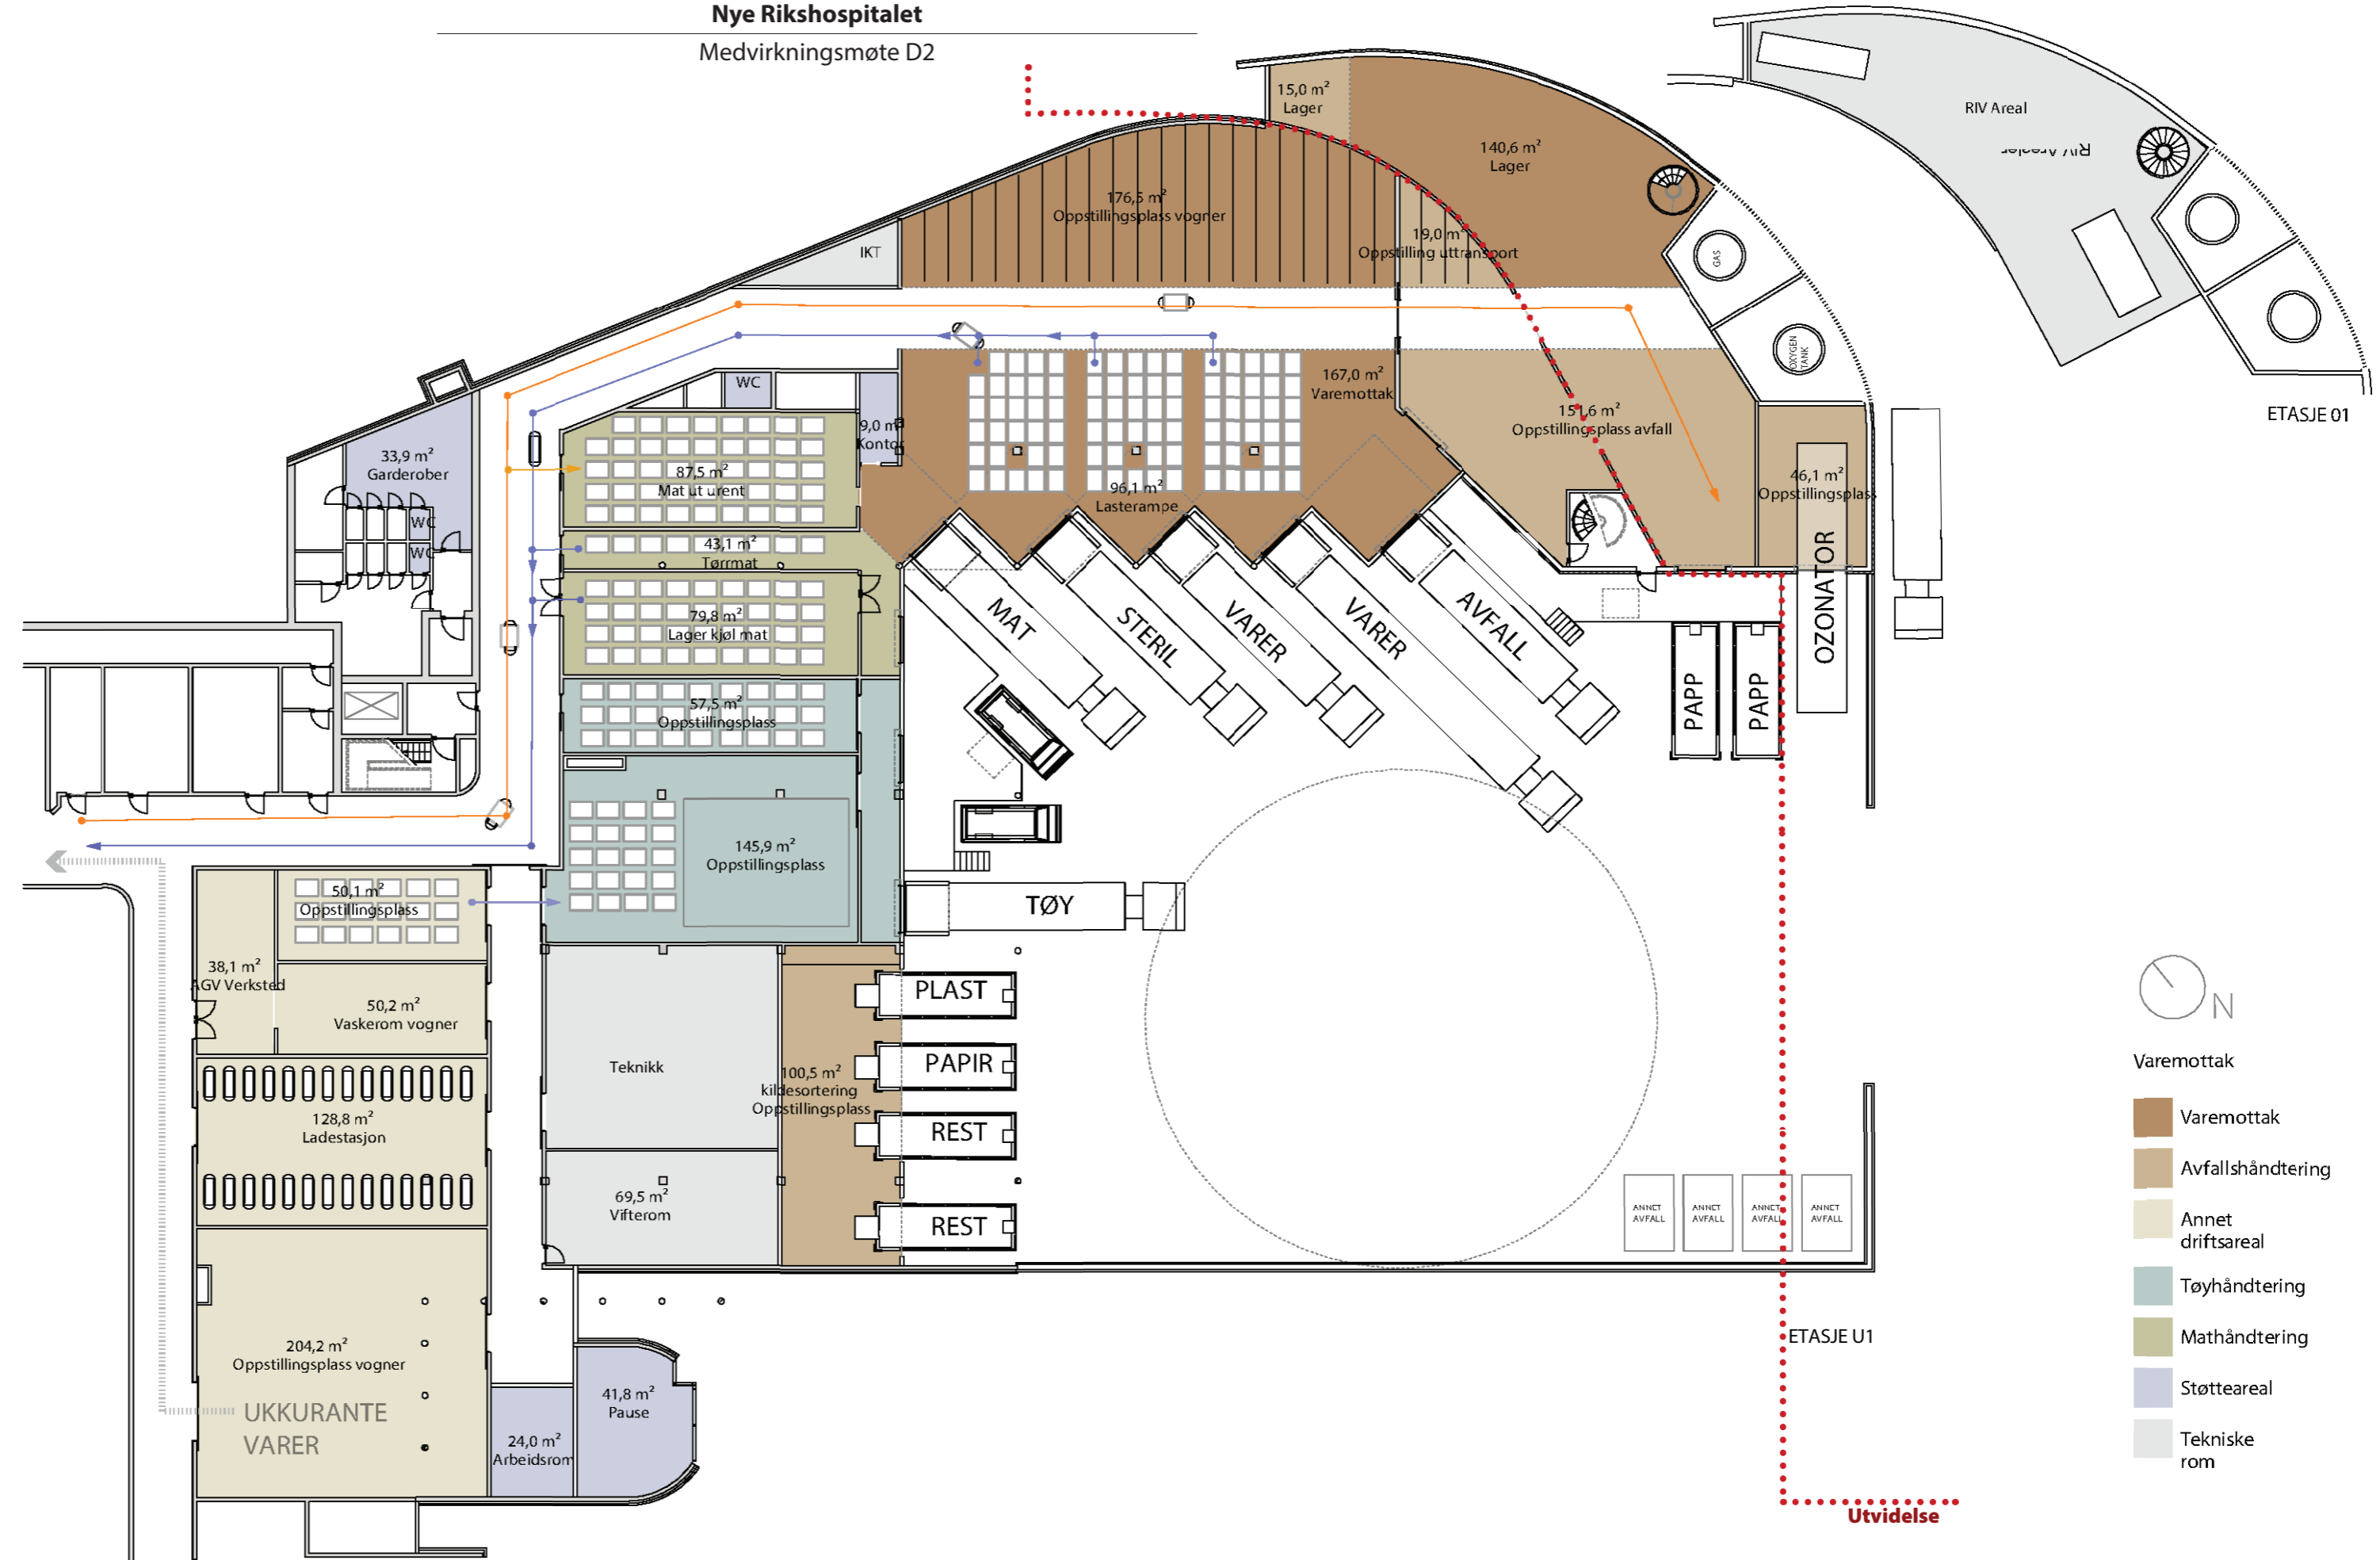 Nye Rikshospitalet
Medvirkningsmøte D2
15,0 m²
Lager
140,6 m²
Lager
RIV Areal
RIV Arealer
176,5 m²
Oppstillingsplass vogner
19,0 m²
Oppstilling uttransport
IKT
GAS
OXYGEN
TANK
ETASJE 01
WC
167,0 m²
Varemottak
151,6 m²
Oppstillingsplass avfall
9,0 m²
Kontor
33,9 m²
Garderober
WC
WC
87,5 m²
Mat ut urent
96,1 m²
Lasterampe
46,1 m²
Oppstillingsplass
43,1 m²
Tørrmat
79,8 m²
Lager kjøl mat
MAT
STERIL
VARER
VARER
AVFALL
PAPP
PAPP
OZONATOR
57,5 m²
Oppstillingsplass
145,9 m²
Oppstillingsplass
TØY
50,1 m²
Oppstillingsplass
38,1 m²
AGV Verksted
50,2 m²
Vaskerom vogner
PLAST
PAPIR
REST
REST
Teknikk
100,5 m²
kildesortering
Oppstillingsplass
128,8 m²
Ladestasjon
69,5 m²
Vifterom
ANNET
AVFALL
ANNET
AVFALL
ANNET
AVFALL
ANNET
AVFALL
204,2 m²
Oppstillingsplass vogner
UKKURANTE
VARER
41,8 m²
Pause
24,0 m²
Arbeidsrom
ETASJE U1
Utvidelse
N
Varemottak
Varemottak
Avfallshåndtering
Annet
driftsareal
Tøyhåndtering
Mathåndtering
Støtteareal
Tekniske
rom